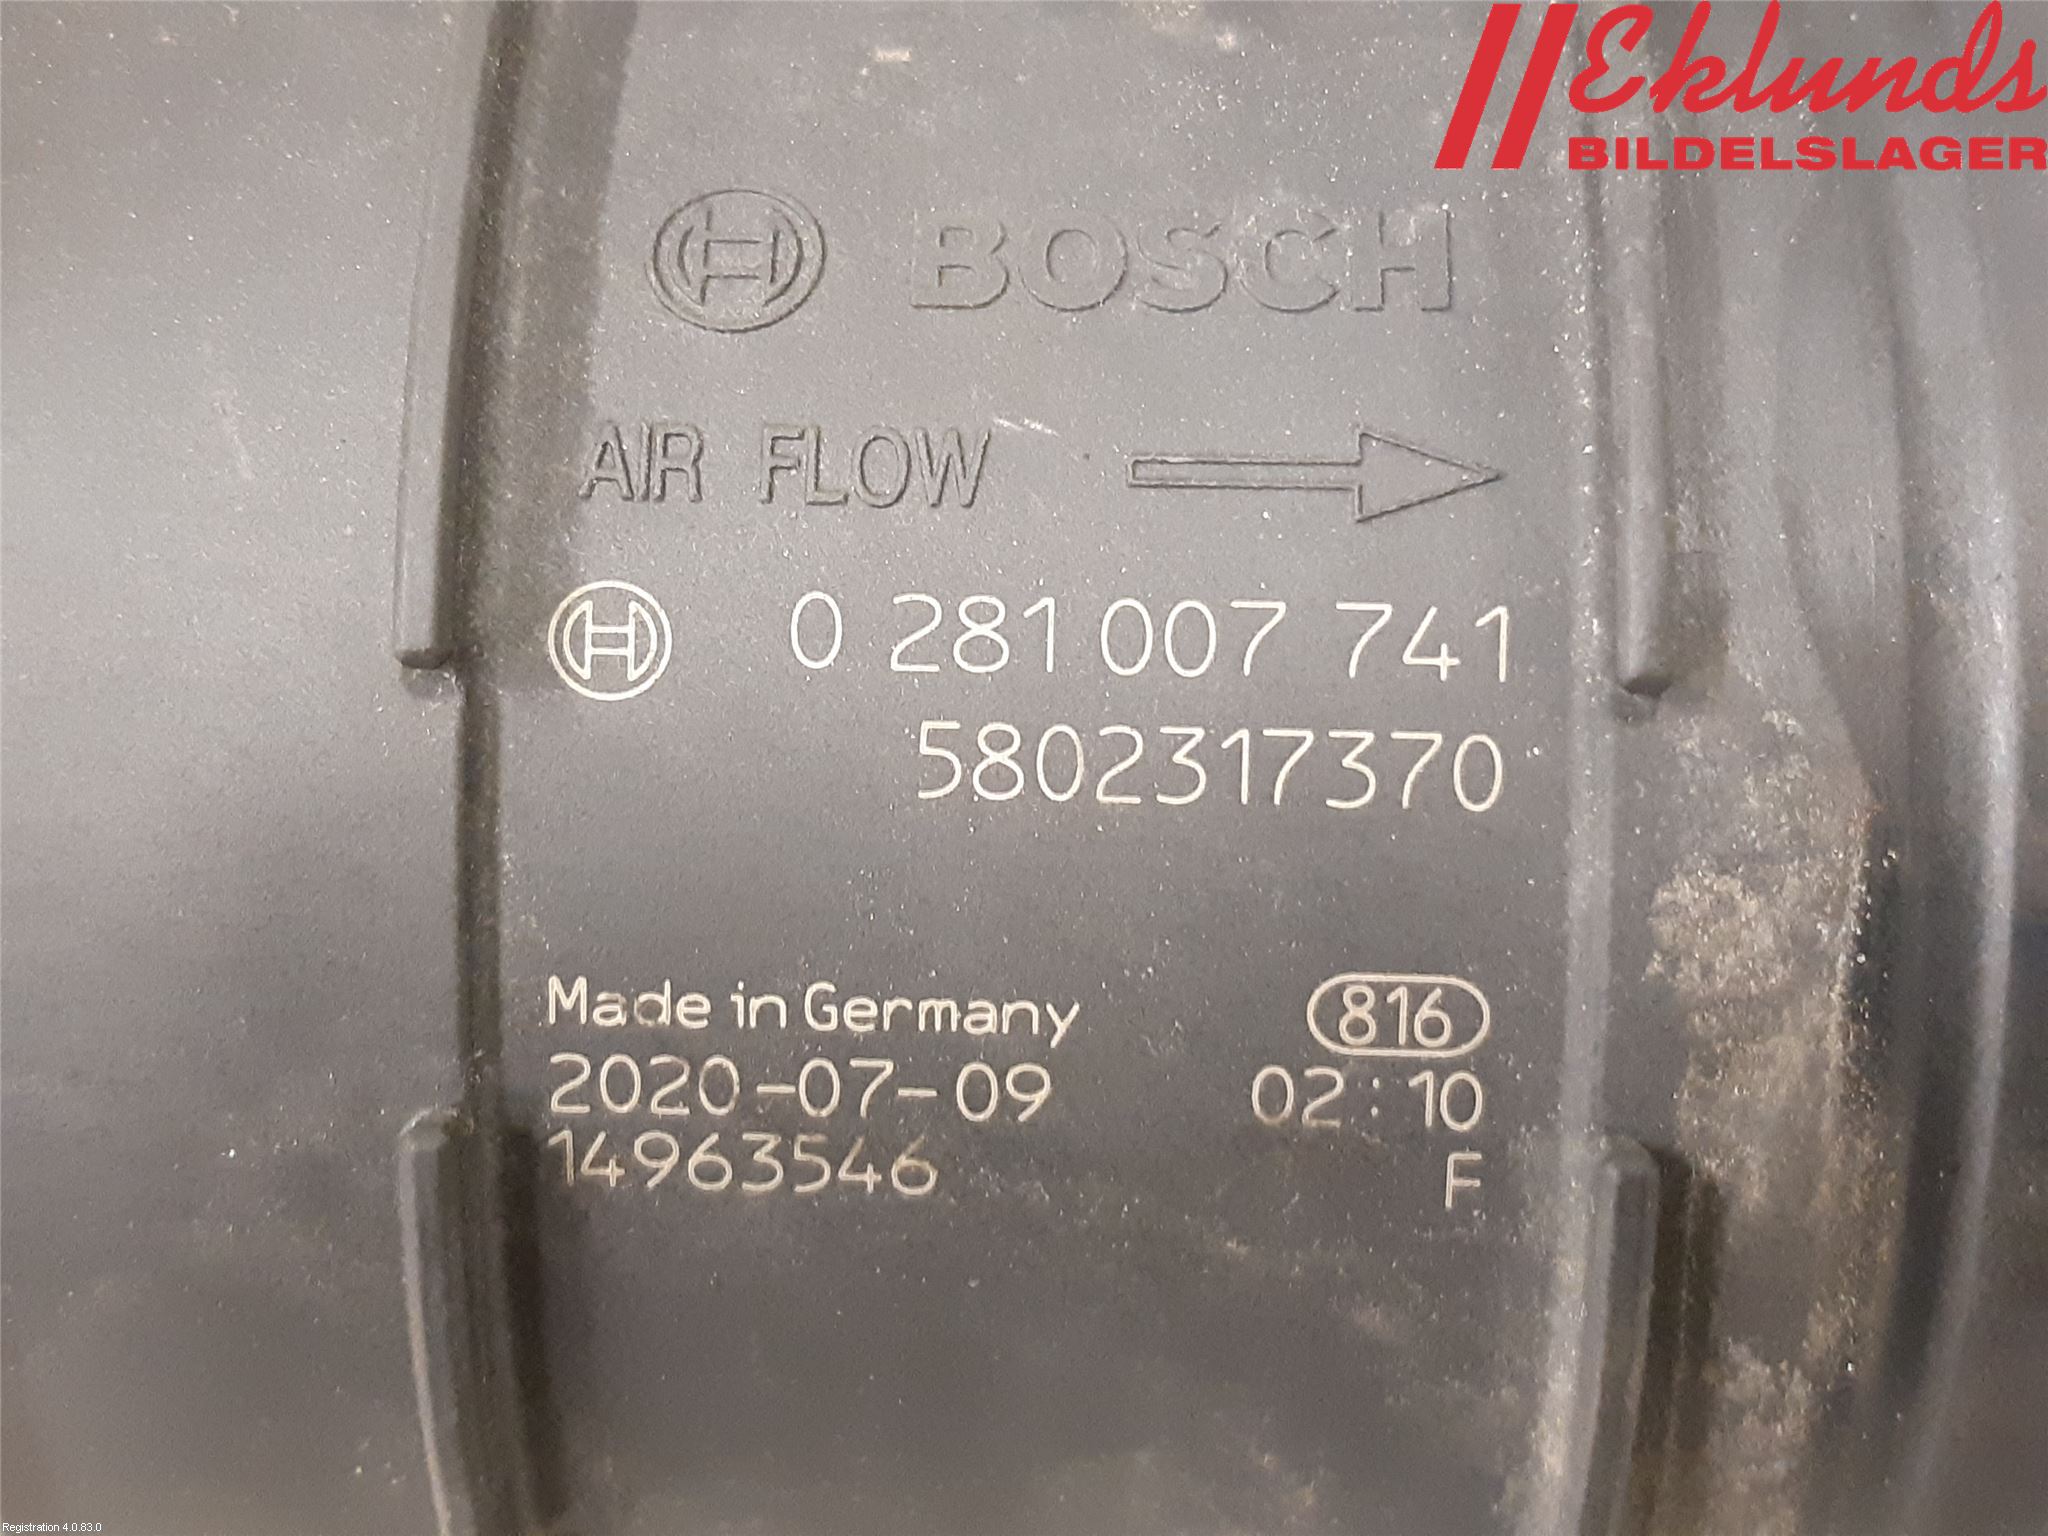 Eklunds
BILDELSLAGER
BOSCH
AIR FLOW
0 281 007 741
5802317370
Made in Germany 816
2020-07-09 02:10
14963546 F
Registration 4.0.83.0